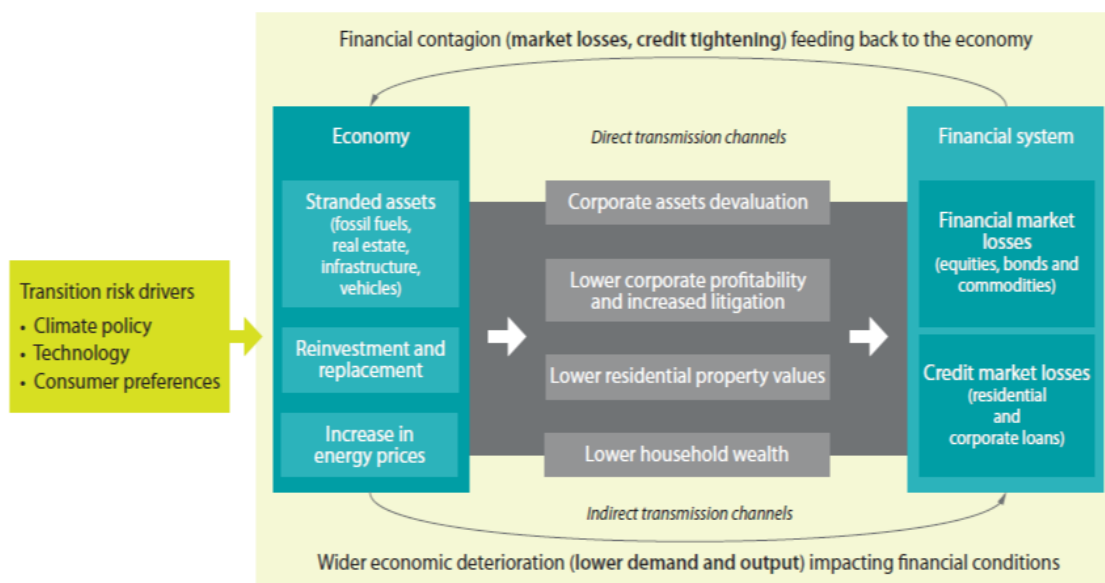 Financial contagion (market losses, credit tightening) feeding back to the economy
Economy
Direct transmission channels
Financial system
Transition risk drivers
• Climate policy
• Technology
• Consumer preferences
Stranded assets
(fossil fuels,
real estate,
infrastructure,
vehicles)
Reinvestment and
replacement
Increase in
energy prices
Corporate assets devaluation
Lower corporate profitability
and increased litigation
Lower residential property values
Lower household wealth
Financial market
losses
(equities, bonds and
commodities)
Credit market losses
(residential
and
corporate loans)
Indirect transmission channels
Wider economic deterioration (lower demand and output) impacting financial conditions